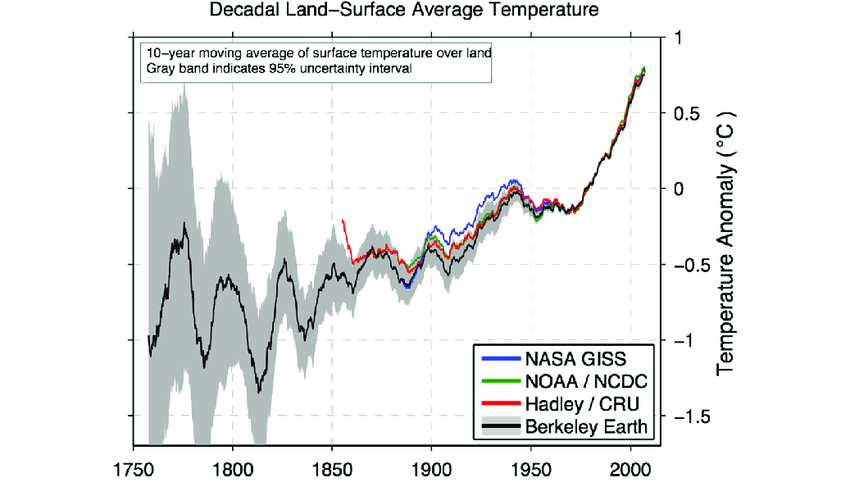 Decadal Land–Surface Average Temperature
10–year moving average of surface temperature over land
Gray band indicates 95% uncertainty interval
1
0.5
0
−0.5
−1
−1.5
Temperature Anomaly ( °C )
NASA GISS
NOAA / NCDC
Hadley / CRU
Berkeley Earth
1750 1800 1850 1900 1950 2000